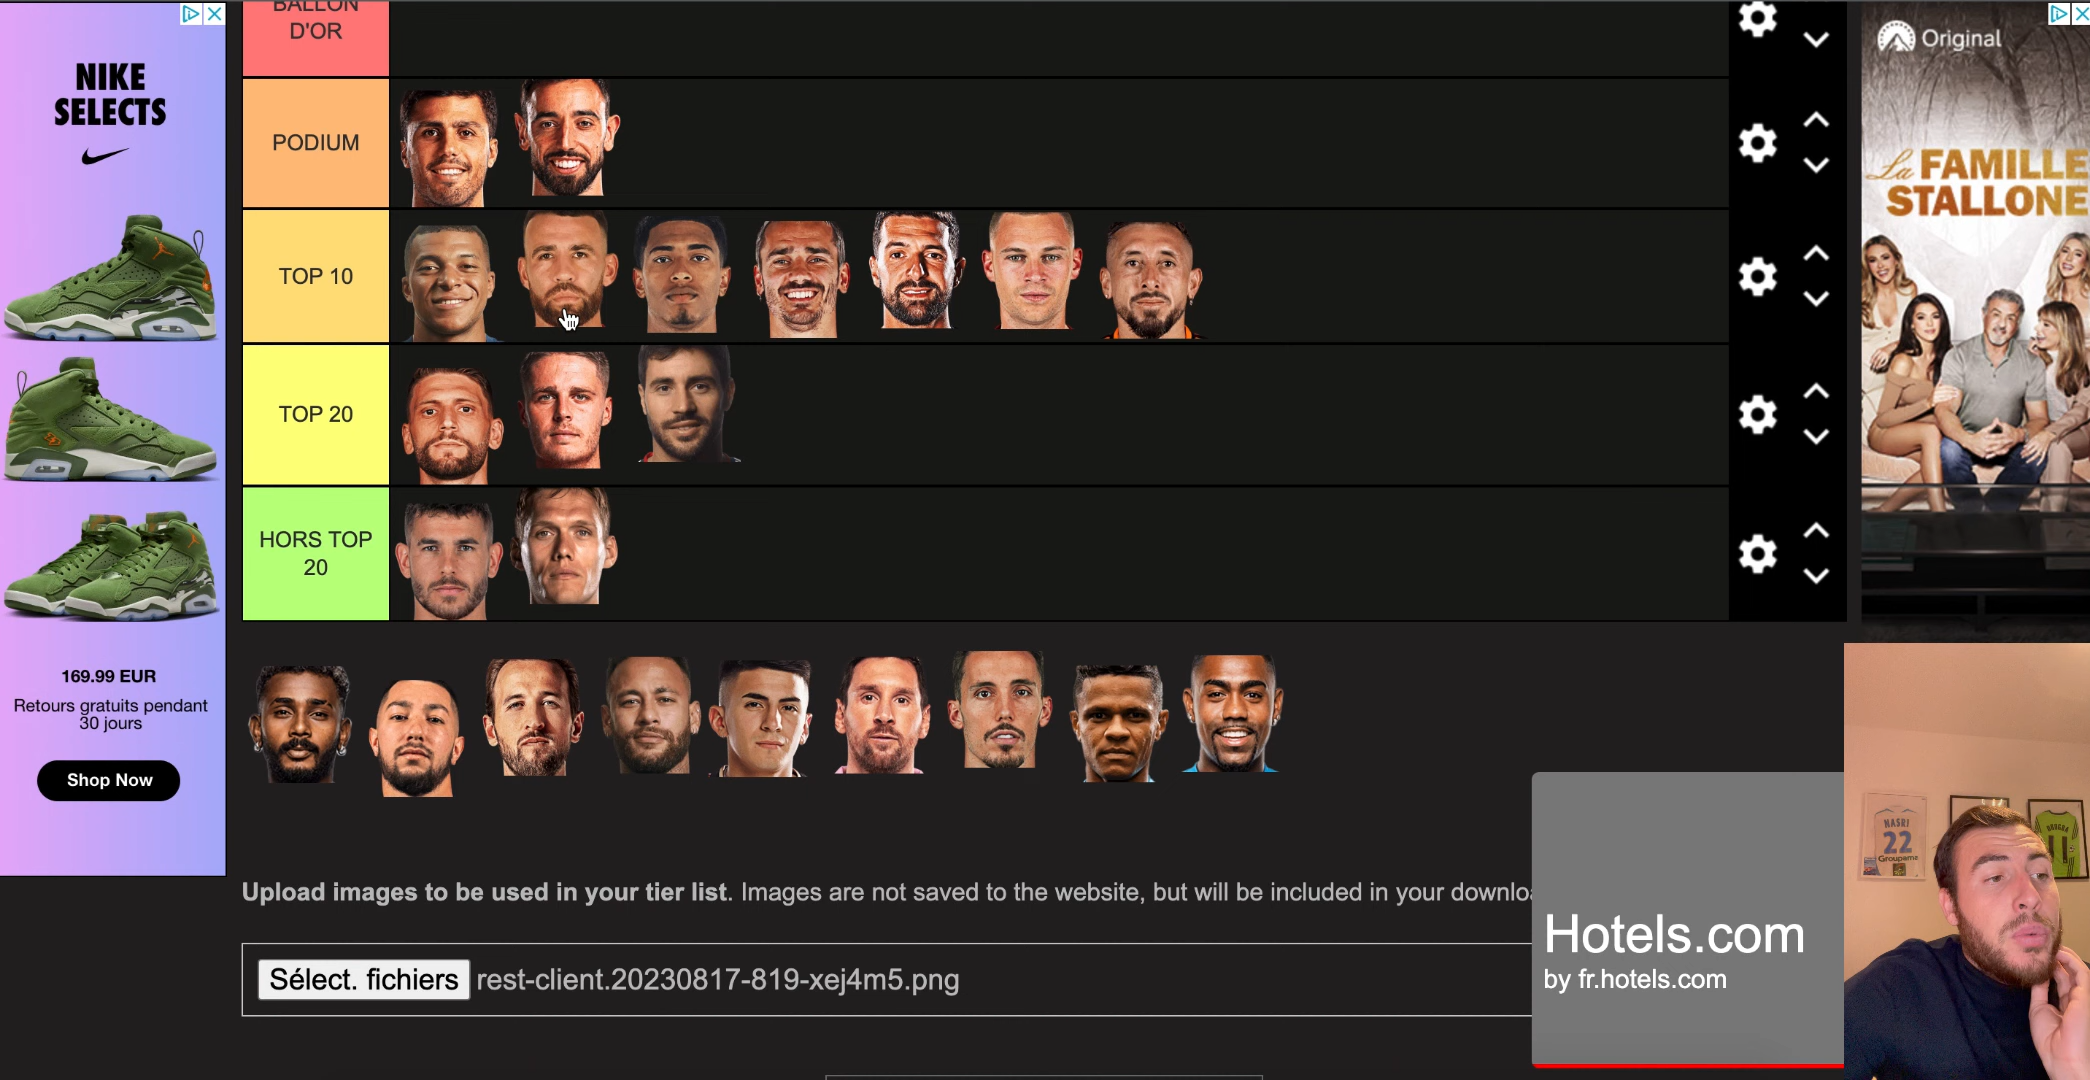 NIKE
SELECTS
169.99 EUR
Retours gratuits pendant
30 jours
Shop Now
BALLON
D'OR
PODIUM
TOP 10
TOP 20
HORS TOP
20
Upload images to be used in your tier list. Images are not saved to the website, but will be included in your downlo
Sélect. fichiers rest-client.20230817-819-xej4m5.png
Original
La FAMILLE
STALLONE
Hotels.com
by fr.hotels.com
NASRI
22
Groupama
DROGBA
11